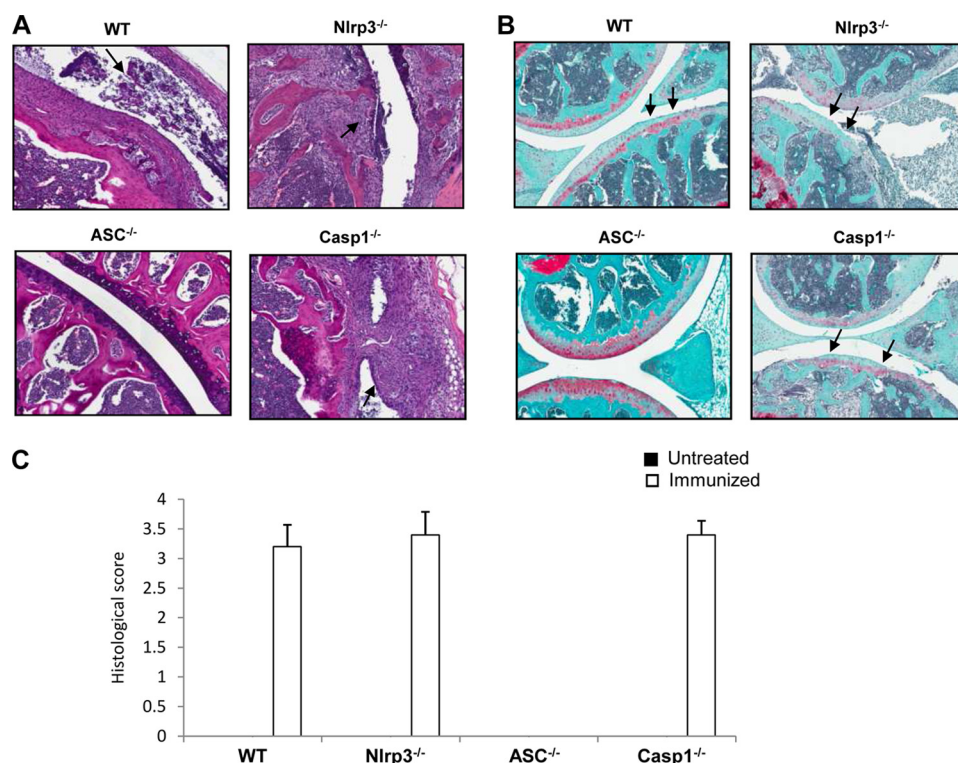 A
WT
Nlrp3-/-
ASC-/-
Casp1-/-
B
WT
Nlrp3-/-
ASC-/-
Casp1-/-
C
Untreated
Immunized
Histological score
4
3.5
3
2.5
2
1.5
1
0.5
0
WT
Nlrp3-/-
ASC-/-
Casp1-/-